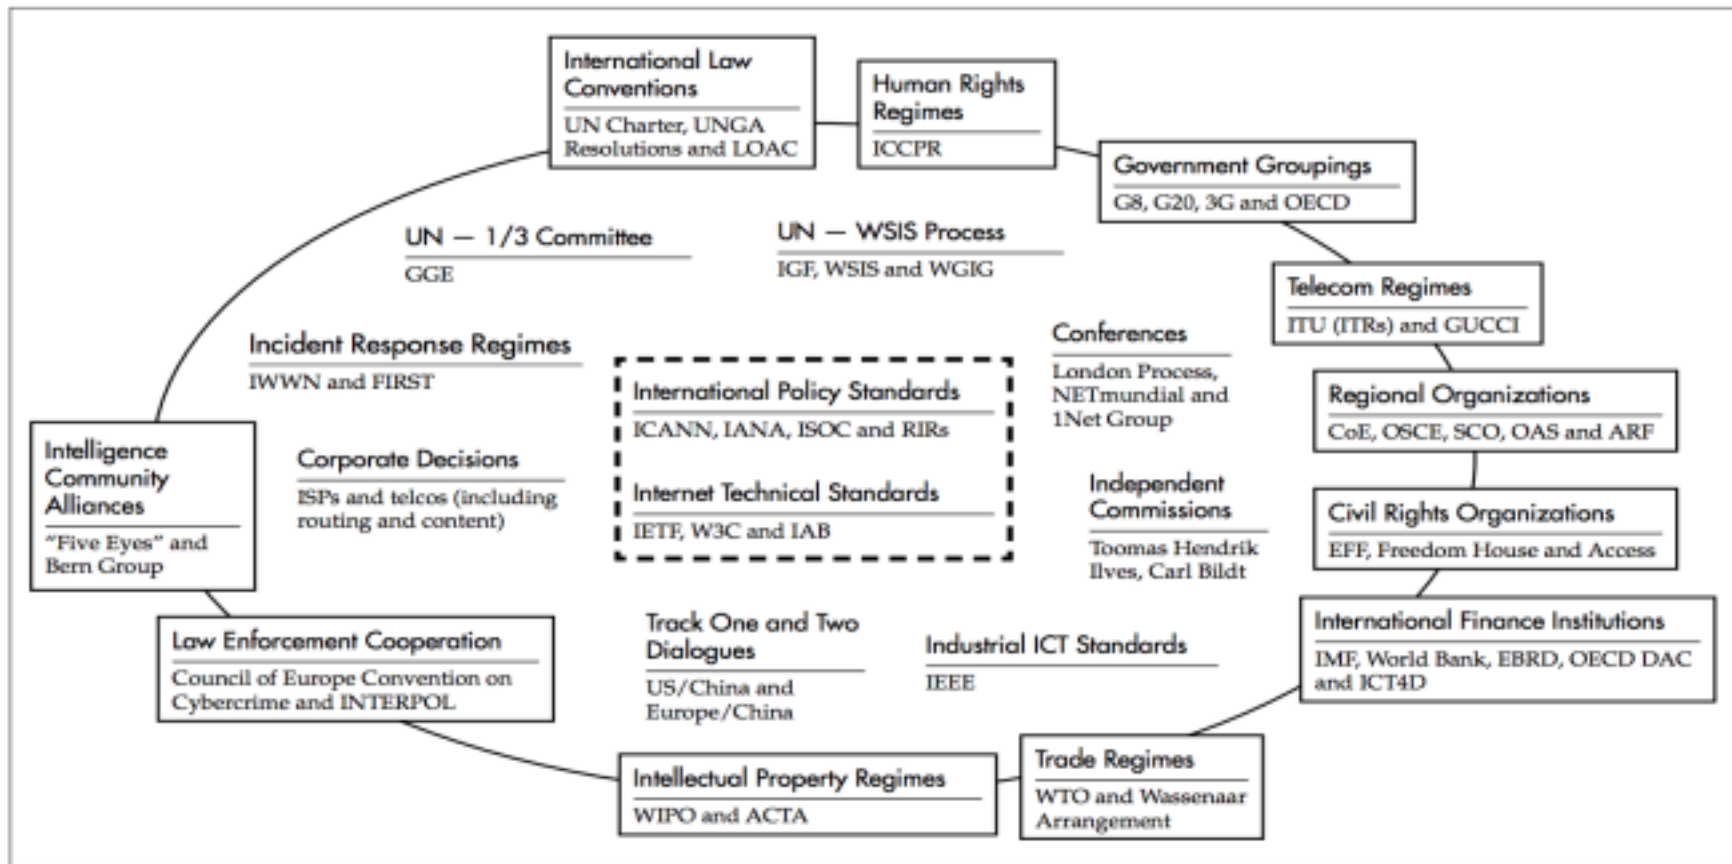 International Law
Conventions
UN Charter, UNGA
Resolutions and LOAC
Human Rights
Regimes
ICCPR
Government Groupings
G8, G20, 3G and OECD
UN — 1/3 Committee
GGE
UN — WSIS Process
IGF, WSIS and WGIG
Telecom Regimes
ITU (ITRs) and GUCCI
Incident Response Regimes
IWWN and FIRST
Conferences
London Process,
NETmundial and
1Net Group
International Policy Standards
ICANN, IANA, ISOC and RIRs
Internet Technical Standards
IETF, W3C and IAB
Regional Organizations
CoE, OSCE, SCO, OAS and ARF
Intelligence
Community
Alliances
"Five Eyes" and
Bern Group
Corporate Decisions
ISPs and telcos (including
routing and content)
Independent
Commissions
Toomas Hendrik
Ilves, Carl Bildt
Civil Rights Organizations
EFF, Freedom House and Access
Law Enforcement Cooperation
Council of Europe Convention on
Cybercrime and INTERPOL
Track One and Two
Dialogues
US/China and
Europe/China
Industrial ICT Standards
IEEE
International Finance Institutions
IMF, World Bank, EBRD, OECD DAC
and ICT4D
Intellectual Property Regimes
WIPO and ACTA
Trade Regimes
WTO and Wassenaar
Arrangement